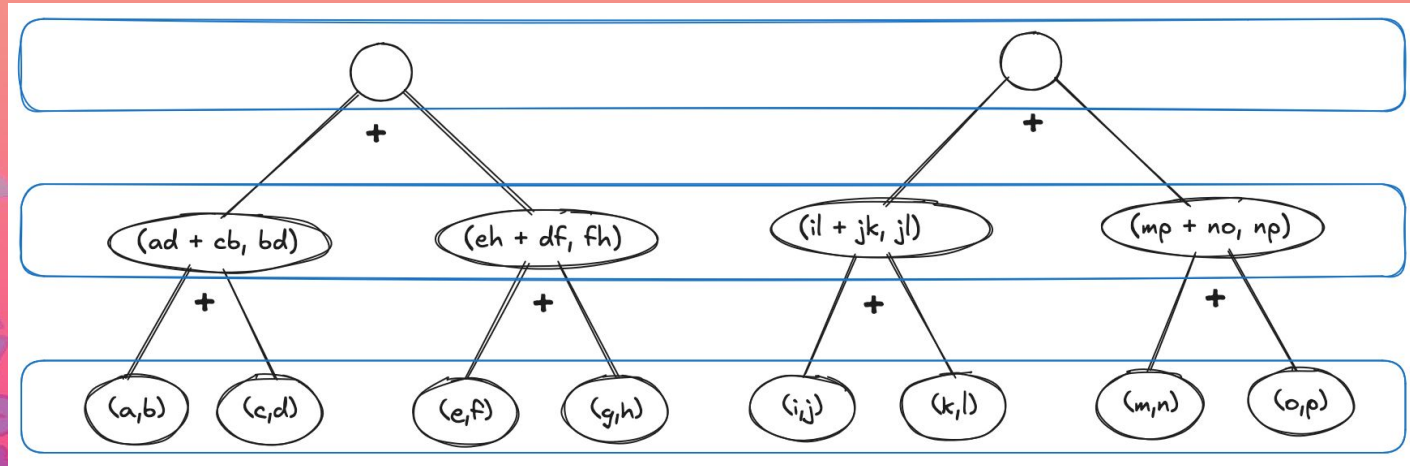 + +
(ad + cb, bd) (eh + df, fh) (il + jk, jl) (mp + no, np)
+ + + +
(a,b) (c,d) (e,f) (g,h) (i,j) (k,l) (m,n) (o,p)